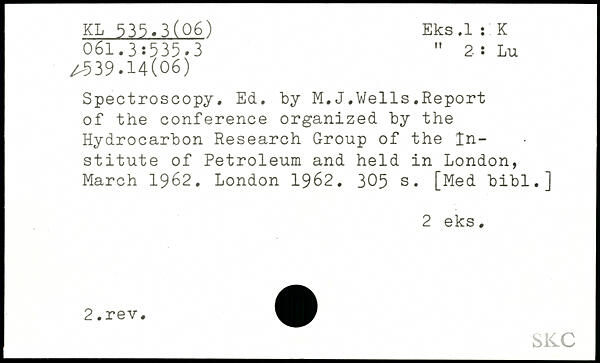 KL 535.3(06)
Eks.1: K
061.3:535.3
" 2: Lu
539.14(06)
Spectroscopy. Ed. by M.J.Wells.Report
of the conference organized by the
Hydrocarbon Research Group of the In-
stitute of Petroleum and held in London,
March 1962. London 1962. 305 s. [Med bibl.]
2 eks.
2.rev.
SKC